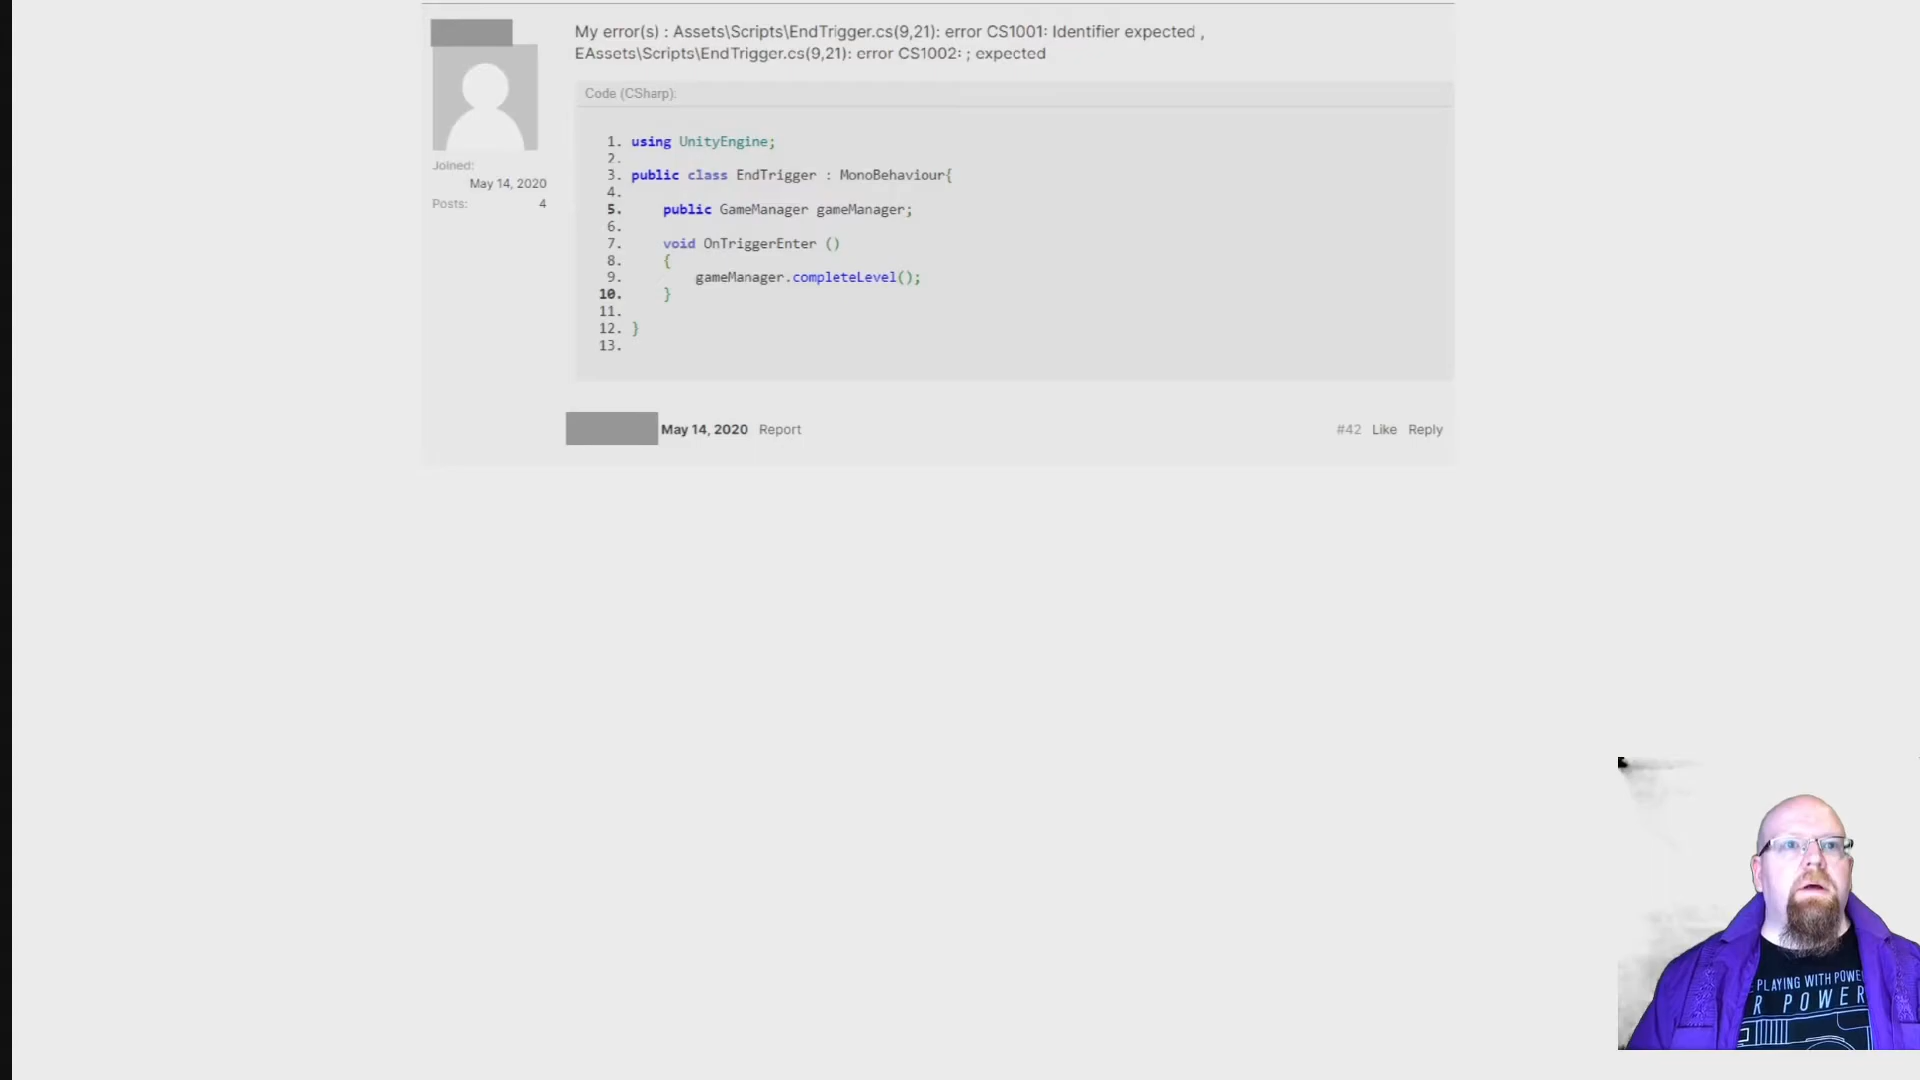 My error(s) : Assets\Scripts\EndTrigger.cs(9,21): error CS1001: Identifier expected ,
EAssets\Scripts\EndTrigger.cs(9,21): error CS1002: ; expected
Joined:
May 14, 2020
Posts: 4
Code (CSharp):
1. using UnityEngine;
2.
3. public class EndTrigger : MonoBehaviour{
4.
5. public GameManager gameManager;
6.
7. void OnTriggerEnter ()
8. {
9. gameManager.completeLevel();
10. }
11.
12. }
13.
May 14, 2020 Report #42 Like Reply
PLAYING WITH POWE
R POWER